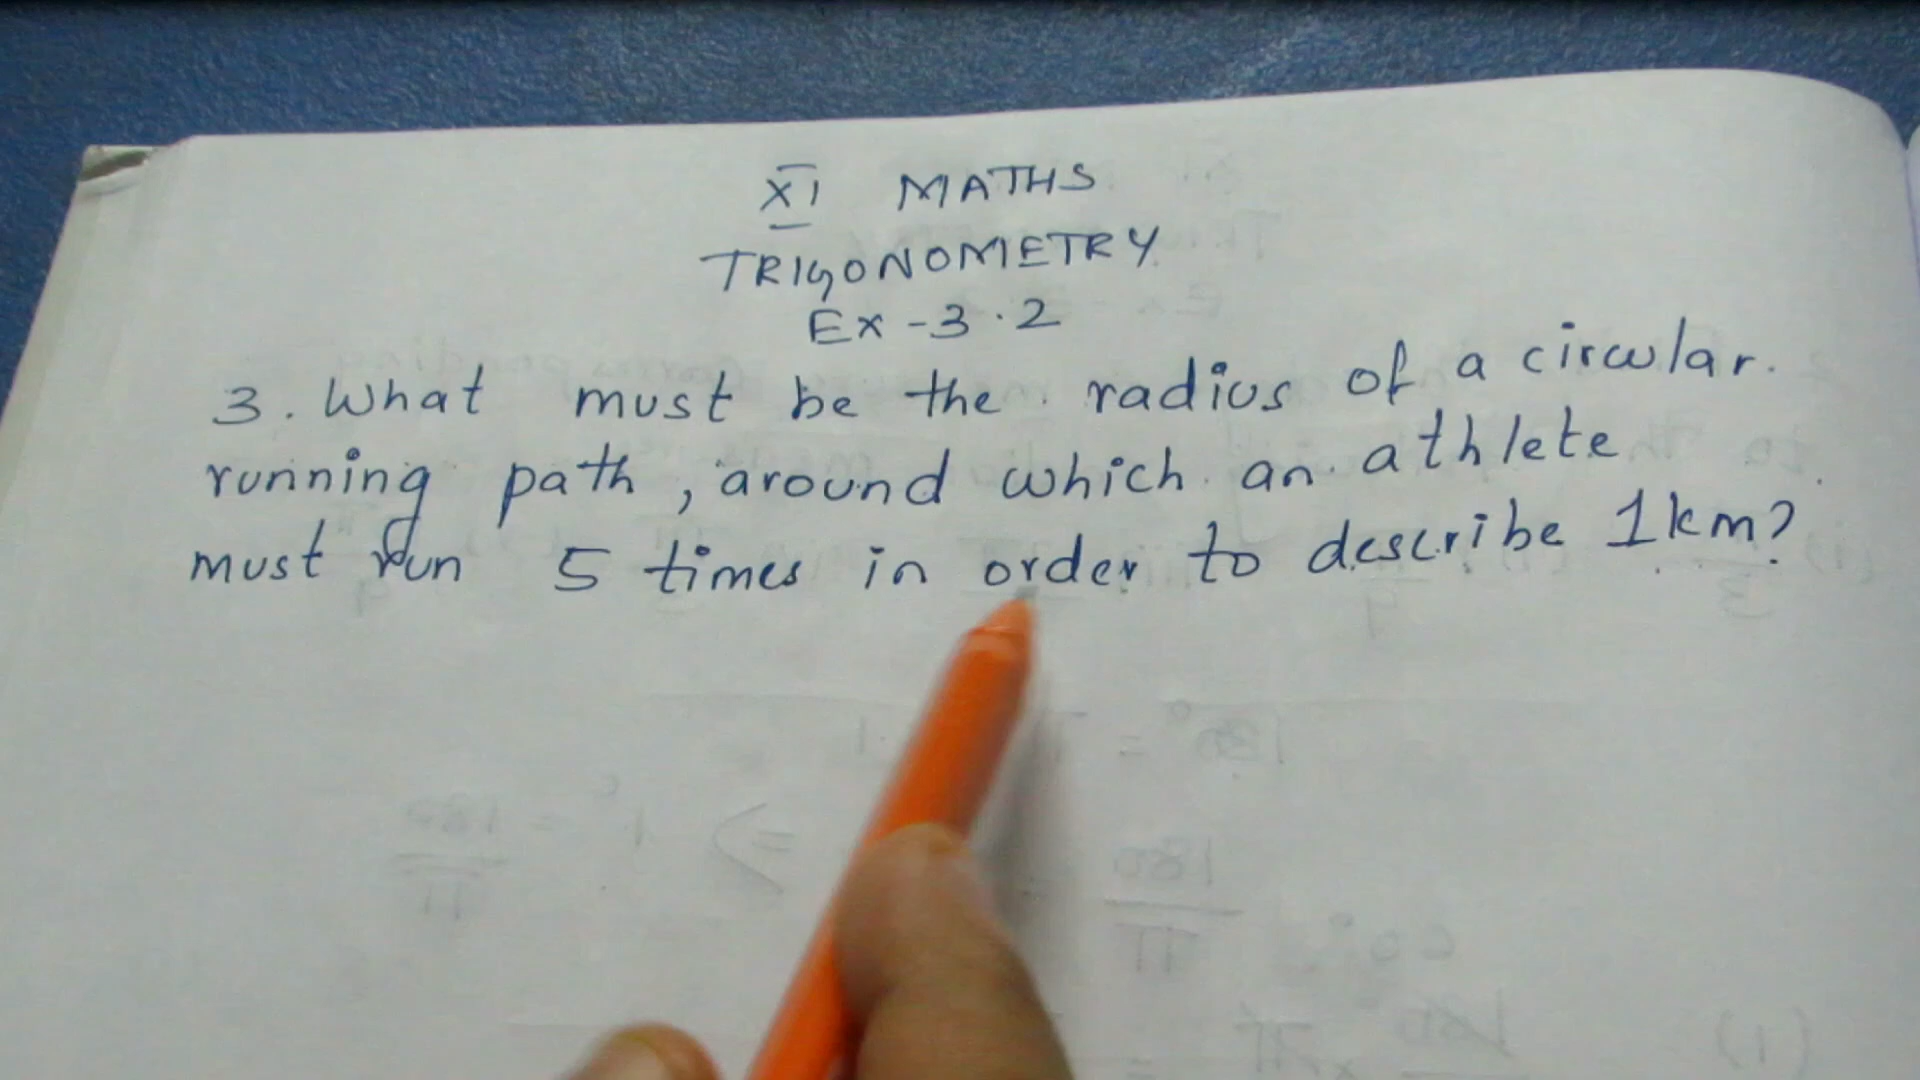 XI MATHS
TRIGONOMETRY
Ex - 3.2
3. What must be the radius of a circular
running path, around which an athlete
must run 5 times in order to describe 1km?